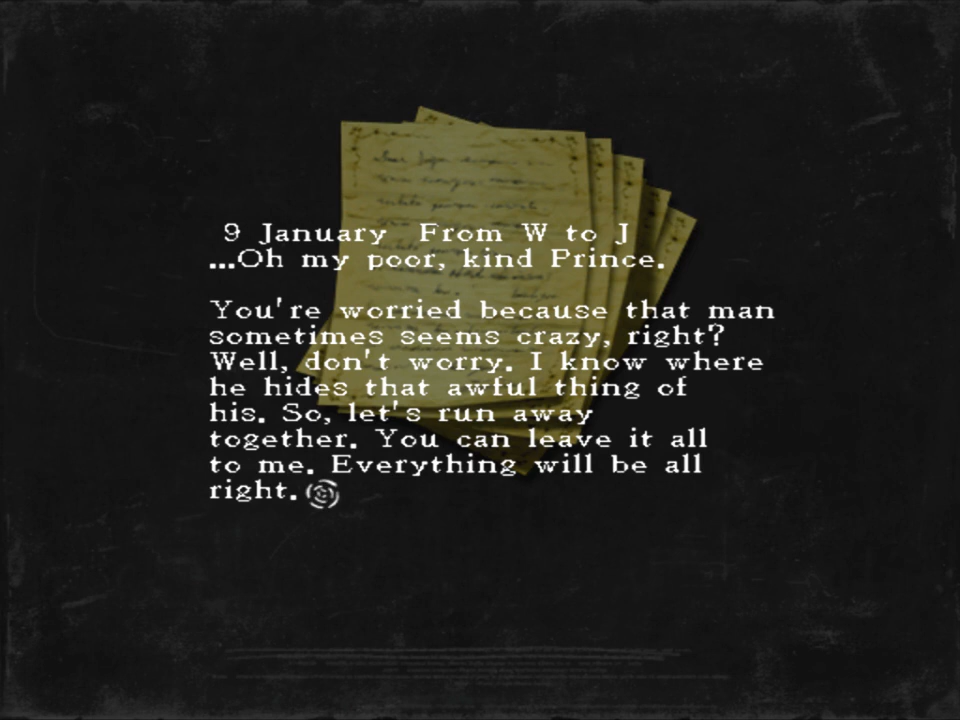 9 January From W to J
...Oh my poor, kind Prince.
You're worried because that man
sometimes seems crazy, right?
Well, don't worry. I know where
he hides that awful thing of
his. So, let's run away
together. You can leave it all
to me. Everything will be all
right.